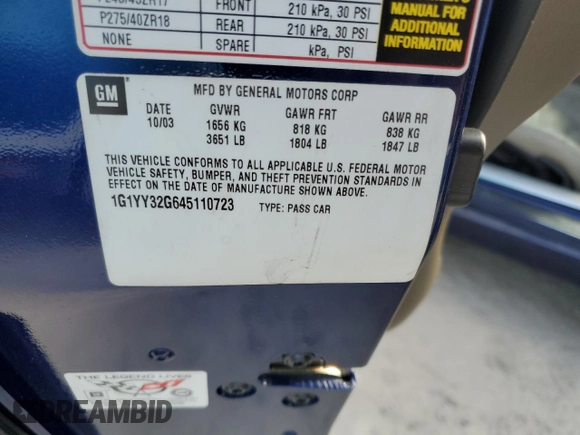 FRONT 210 kPa, 30 PSI
P275/40ZR18 REAR 210 kPa, 30 PSI
NONE SPARE kPa, PSI
MANUAL FOR
ADDITIONAL
INFORMATION
GM
MFD BY GENERAL MOTORS CORP
DATE GVWR GAWR FRT GAWR RR
10/03 1656 KG 818 KG 838 KG
3651 LB 1804 LB 1847 LB
THIS VEHICLE CONFORMS TO ALL APPLICABLE U.S. FEDERAL MOTOR
VEHICLE SAFETY, BUMPER, AND THEFT PREVENTION STANDARDS IN
EFFECT ON THE DATE OF MANUFACTURE SHOWN ABOVE.
1G1YY32G645110723 TYPE: PASS CAR
THE LEGEND LIVES
DREAMBID